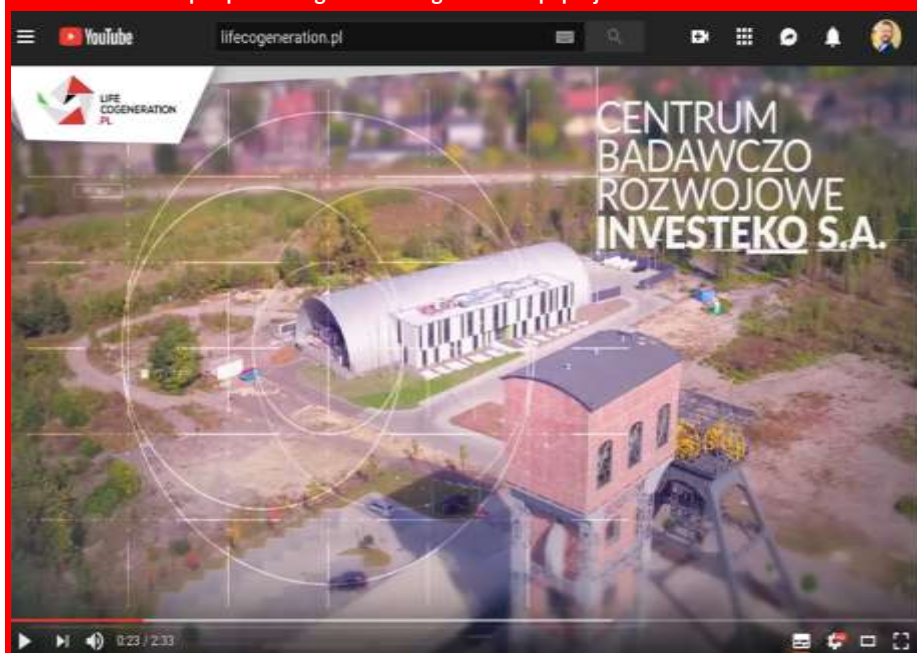 YouTube
lifecogeneration.pl
LIFE
COGENERATION
.PL
CENTRUM
BADAWCZO
ROZWOJOWE
INVESTEKO S.A.
0:23 / 2:33